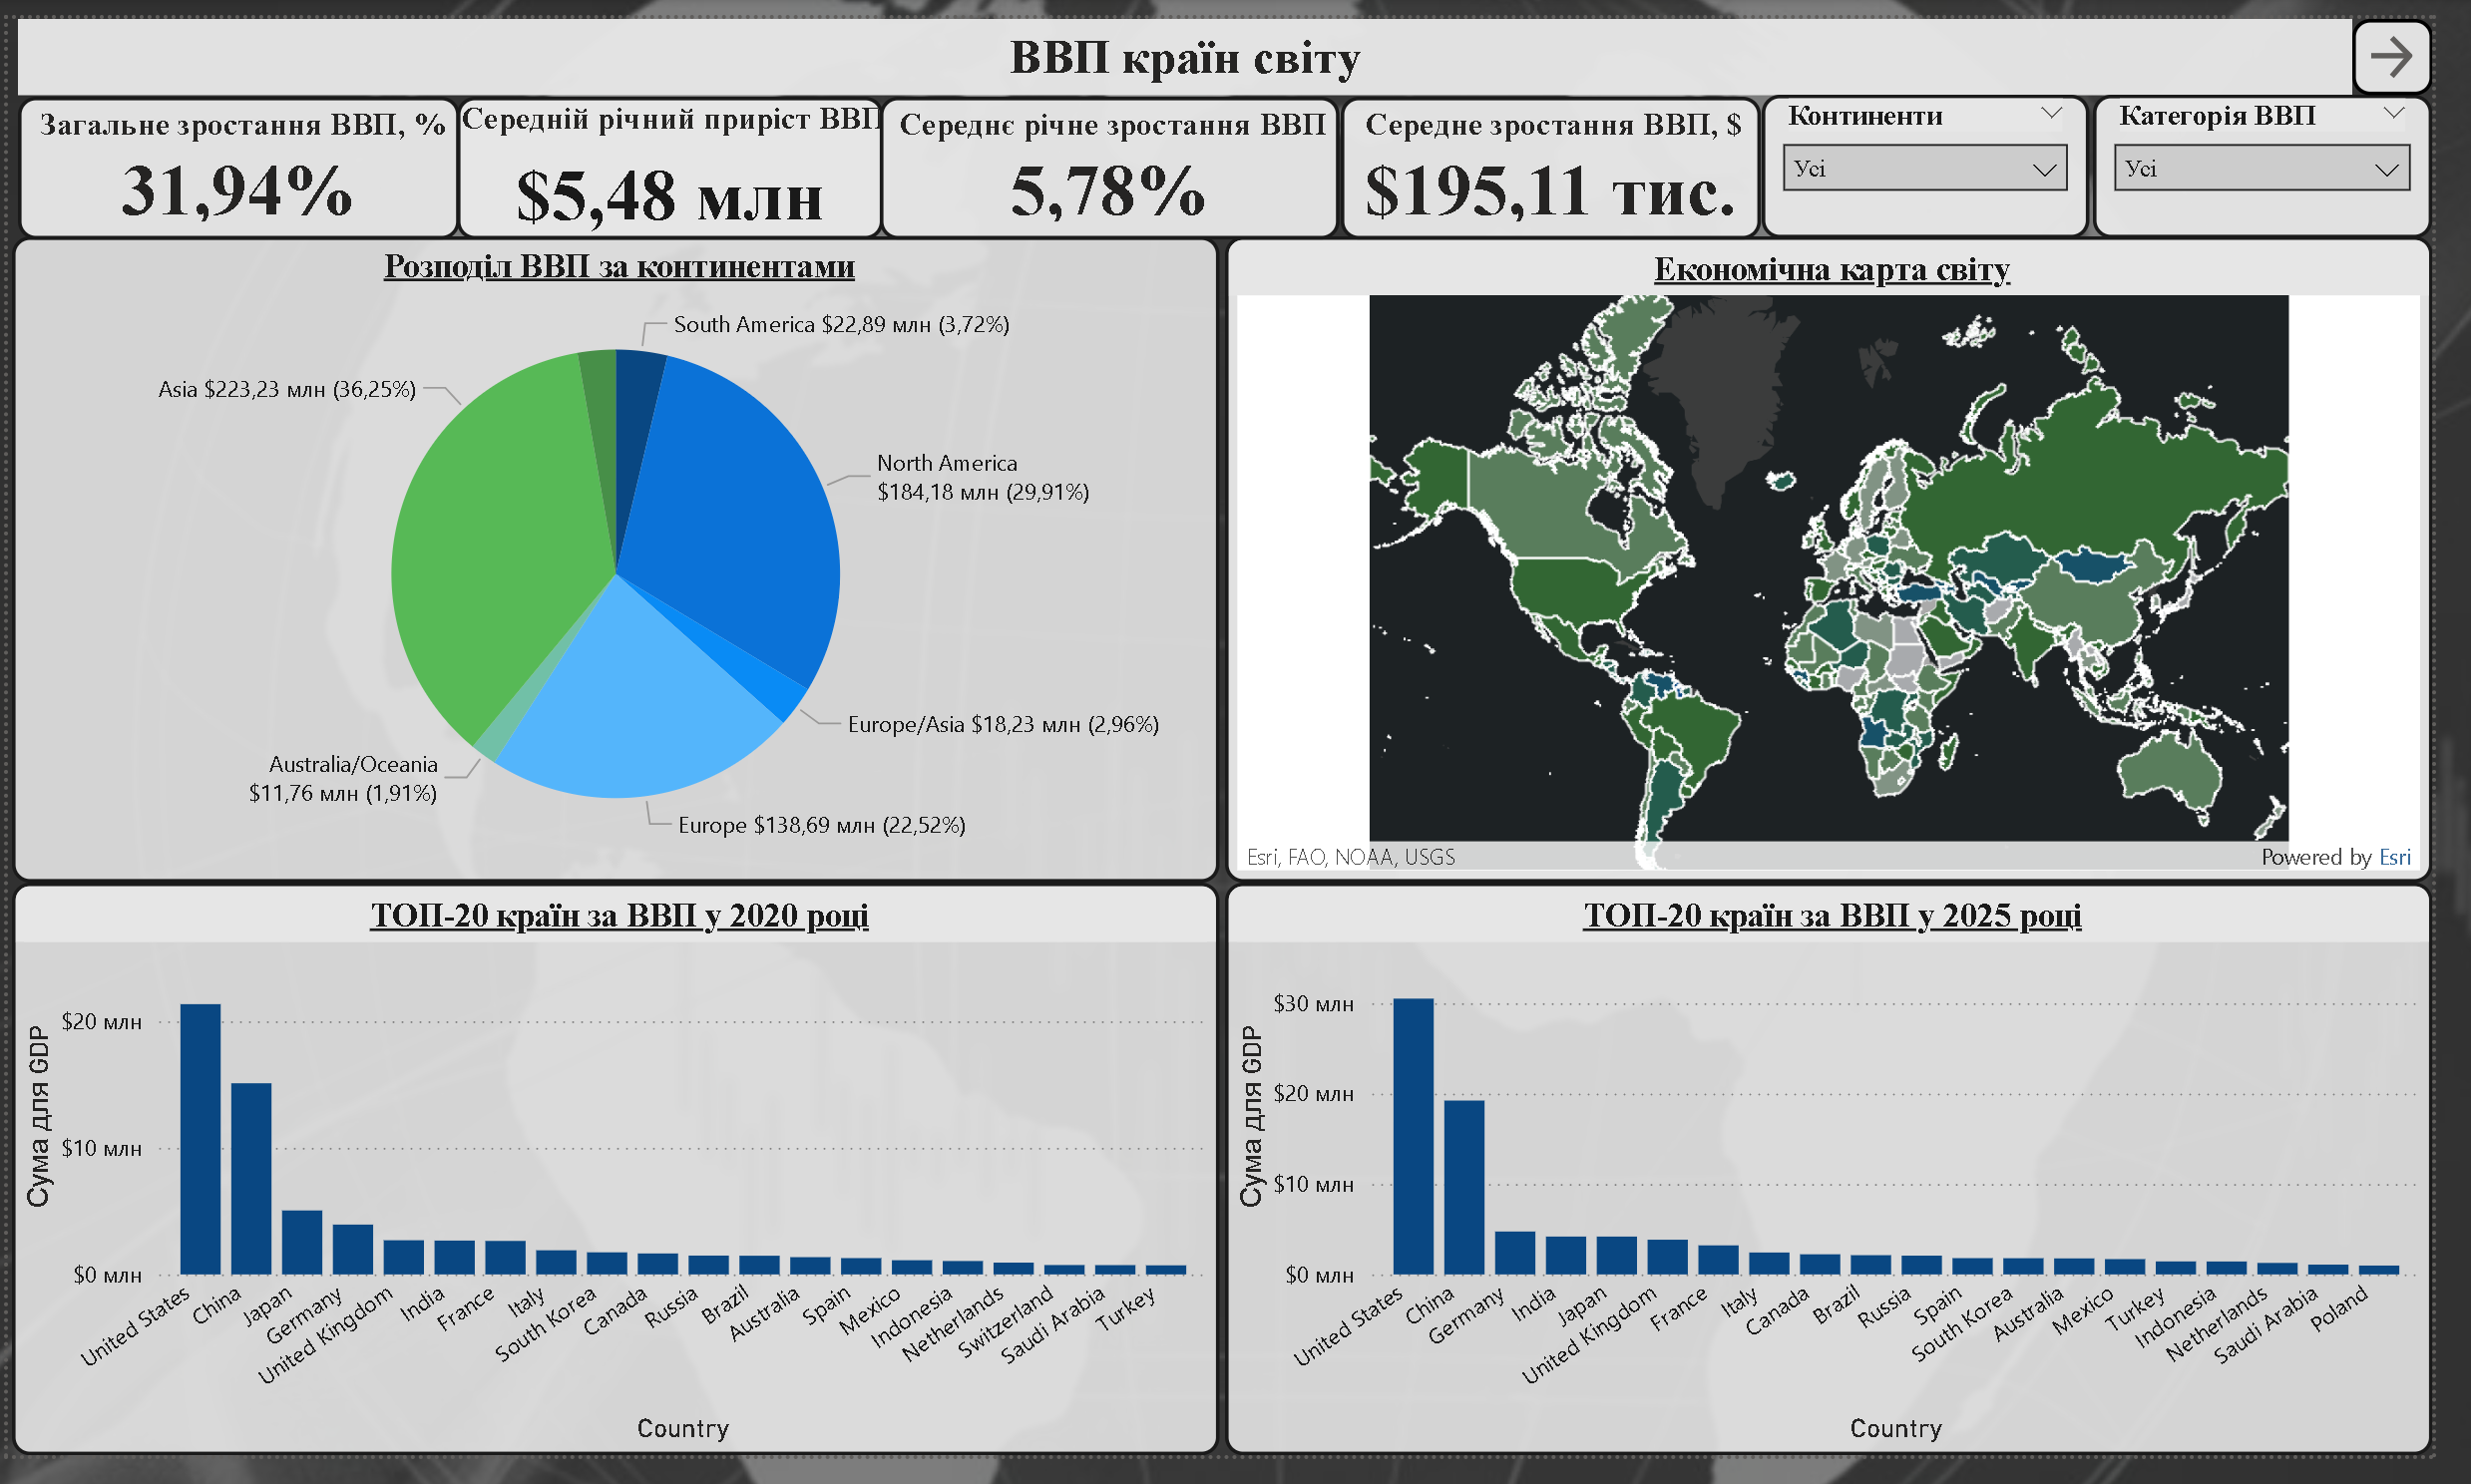 ВВП країн світу
Загальне зростання ВВП, %
31,94%
Середній річний приріст ВВП
$5,48 млн
Середнє річне зростання ВВП
5,78%
Середне зростання ВВП, $
$195,11 тис.
Континенти
Усі
Категорія ВВП
Усі
Розподіл ВВП за континентами
South America $22,89 млн (3,72%)
Asia $223,23 млн (36,25%)
North America
$184,18 млн (29,91%)
Europe/Asia $18,23 млн (2,96%)
Australia/Oceania
$11,76 млн (1,91%)
Europe $138,69 млн (22,52%)
Економічна карта світу
Esri, FAO, NOAA, USGS
Powered by Esri
ТОП-20 країн за ВВП у 2020 році
Сума для GDP
$20 млн
$10 млн
$0 млн
United States
China
Japan
Germany
United Kingdom
India
France
Italy
South Korea
Canada
Russia
Brazil
Australia
Spain
Mexico
Indonesia
Netherlands
Switzerland
Saudi Arabia
Turkey
Country
ТОП-20 країн за ВВП у 2025 році
Сума для GDP
$30 млн
$20 млн
$10 млн
$0 млн
United States
China
Germany
India
Japan
United Kingdom
France
Italy
Canada
Brazil
Russia
Spain
South Korea
Australia
Mexico
Turkey
Indonesia
Netherlands
Saudi Arabia
Poland
Country